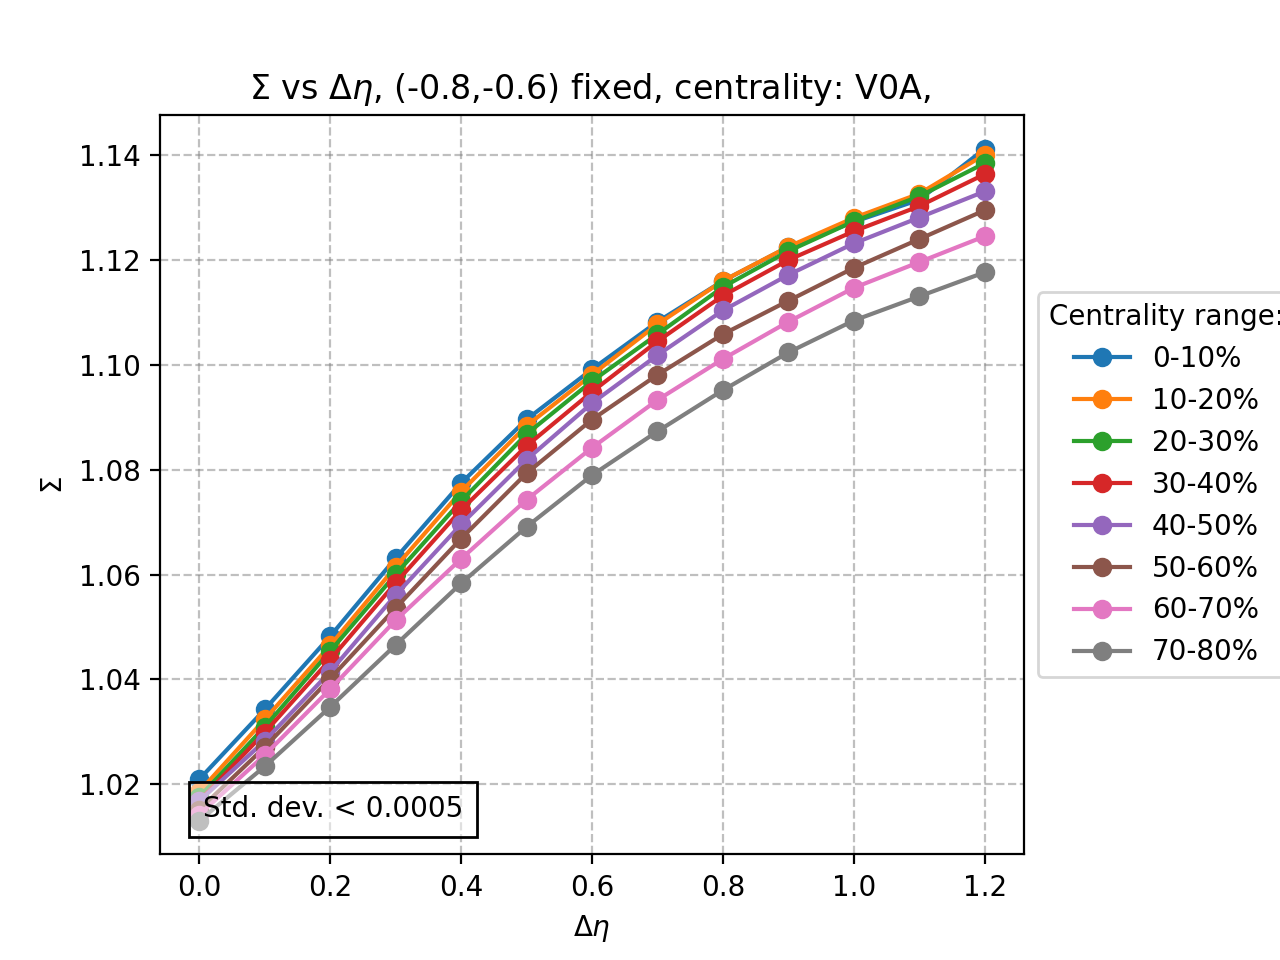 Σ vs Δη, (-0.8,-0.6) fixed, centrality: V0A,
1.14
1.12
1.10
1.08
1.06
1.04
1.02
Σ
Std. dev. < 0.0005
0.0 0.2 0.4 0.6 0.8 1.0 1.2
Δη
Centrality range:
0-10%
10-20%
20-30%
30-40%
40-50%
50-60%
60-70%
70-80%